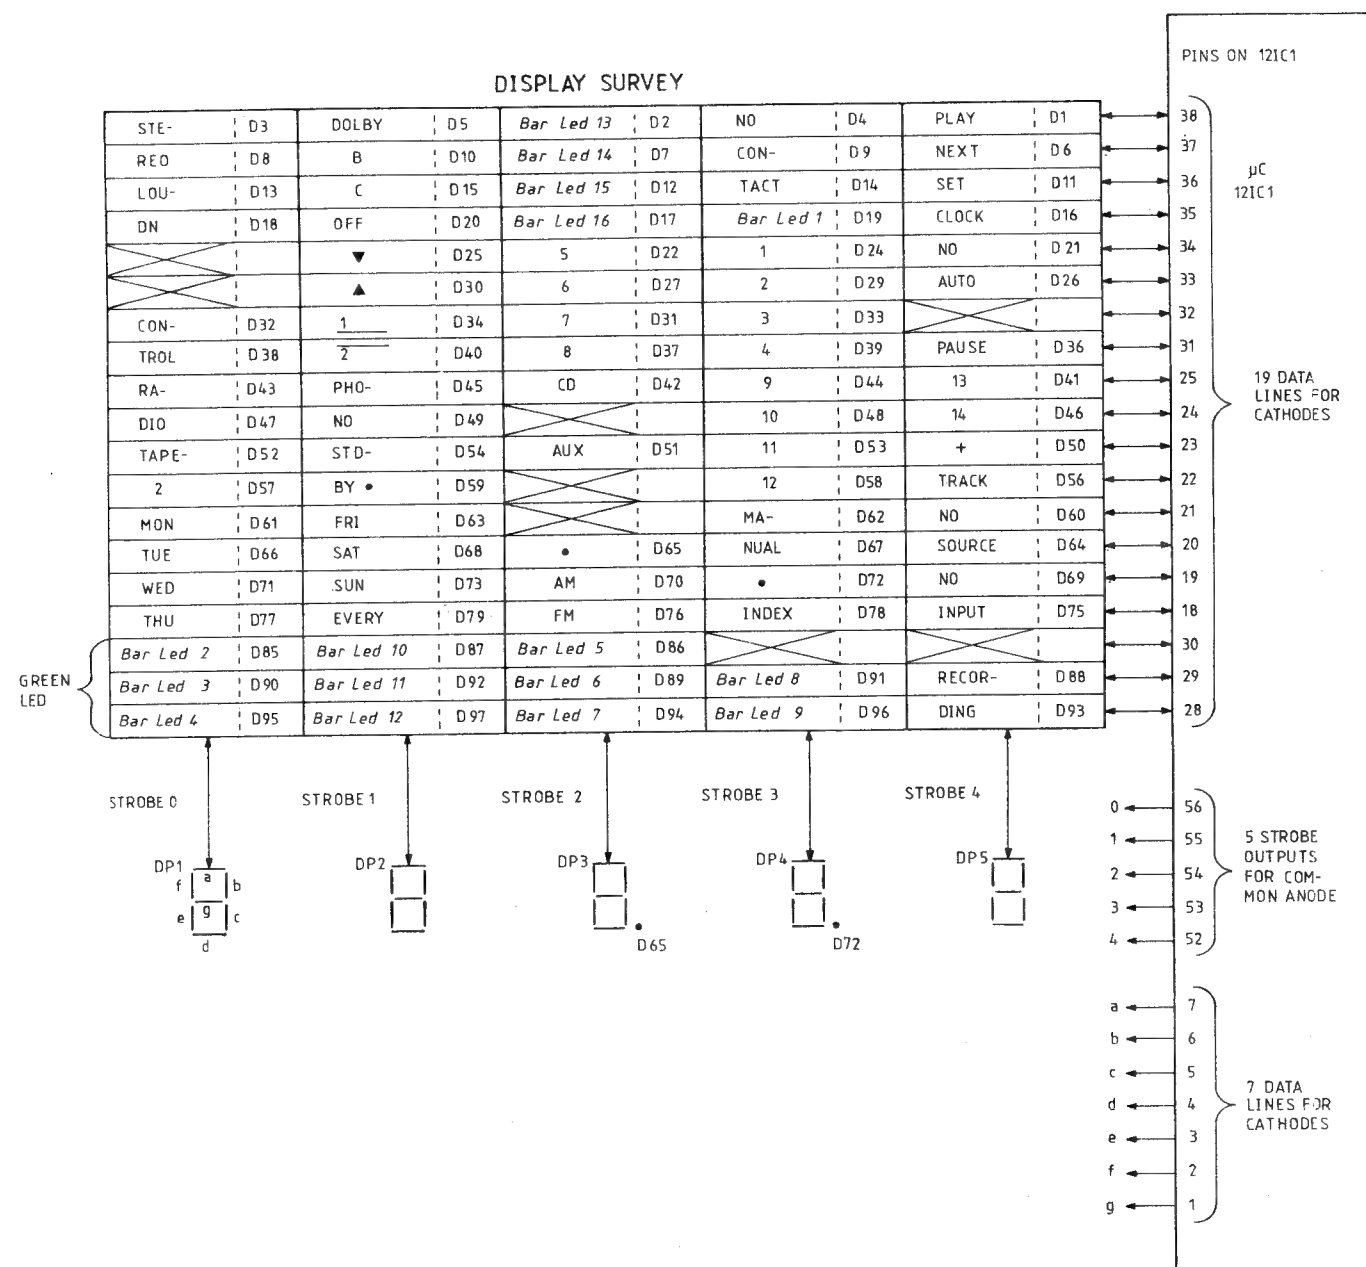 PINS ON 12IC1
DISPLAY SURVEY
STE- D3 DOLBY D5 Bar Led 13 D2 NO D4 PLAY D1 38
REO D8 B D10 Bar Led 14 D7 CON- D9 NEXT D6 37
LOU- D13 C D15 Bar Led 15 D12 TACT D14 SET D11 36
DN D18 OFF D20 Bar Led 16 D17 Bar Led 1 D19 CLOCK D16 35
▼ D25 5 D22 1 D24 NO D21 34
▲ D30 6 D27 2 D29 AUTO D26 33
CON- D32 1 D34 7 D31 3 D33 32
TROL D38 2 D40 8 D37 4 D39 PAUSE D36 31
RA- D43 PHO- D45 CD D42 9 D44 13 D41 25
DIO D47 NO D49 10 D48 14 D46 24
TAPE- D52 STD- D54 AUX D51 11 D53 + D50 23
2 D57 BY • D59 12 D58 TRACK D56 22
MON D61 FRI D63 MA- D62 NO D60 21
TUE D66 SAT D68 • D65 NUAL D67 SOURCE D64 20
WED D71 SUN D73 AM D70 • D72 NO D69 19
THU D77 EVERY D79 FM D76 INDEX D78 INPUT D75 18
Bar Led 2 D85 Bar Led 10 D87 Bar Led 5 D86 30
Bar Led 3 D90 Bar Led 11 D92 Bar Led 6 D89 Bar Led 8 D91 RECOR- D88 29
Bar Led 4 D95 Bar Led 12 D97 Bar Led 7 D94 Bar Led 9 D96 DING D93 28
GREEN
LED
µC
12IC1
19 DATA
LINES FOR
CATHODES
STROBE 0 STROBE 1 STROBE 2 STROBE 3 STROBE 4
DP1 DP2 DP3 DP4 DP5
a
f b
g
e c
d
D65 D72
0 56
1 55
2 54
3 53
4 52
5 STROBE
OUTPUTS
FOR COM-
MON ANODE
a 7
b 6
c 5
d 4
e 3
f 2
g 1
7 DATA
LINES FOR
CATHODES